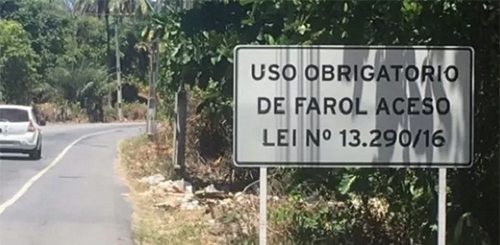 USO OBRIGATORIO
DE FAROL ACESO
LEI Nº 13.290/16